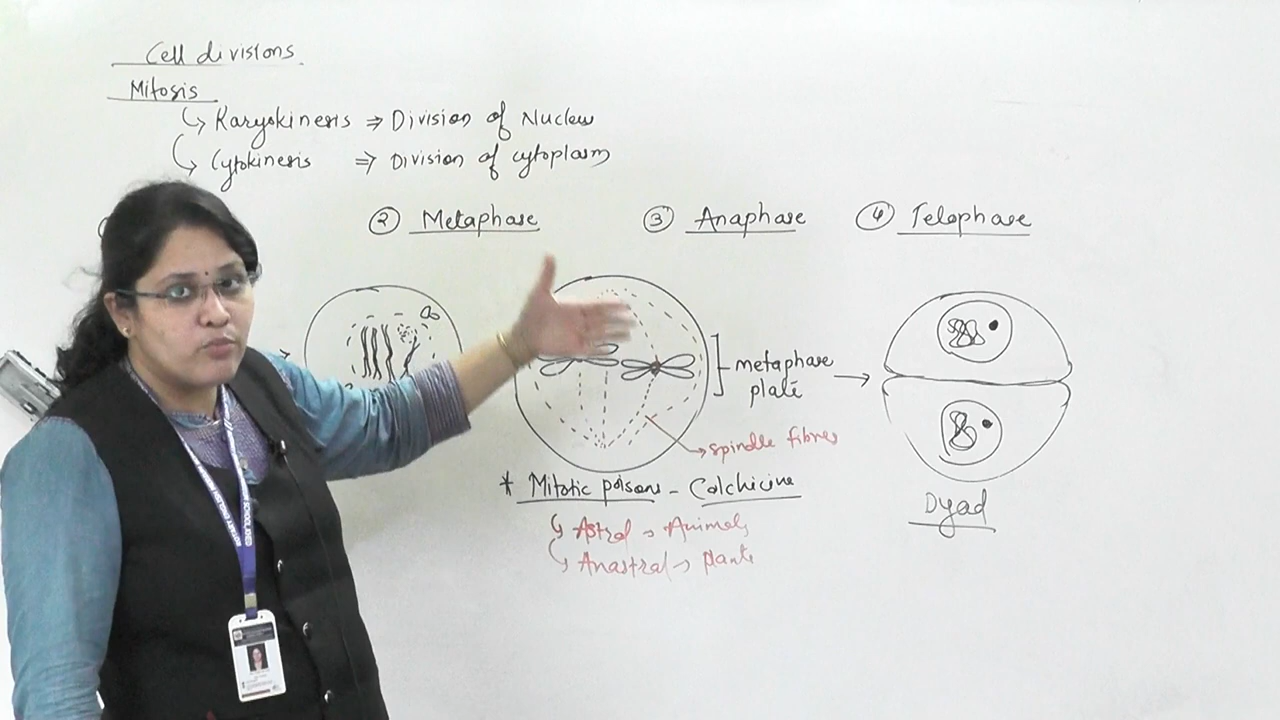 Cell divisions.
Mitosis
↳ Karyokinesis ⇒ Division of Nucleus
↳ Cytokinesis ⇒ Division of cytoplasm
② Metaphase ③ Anaphase ④ Telophase
metaphase plate
→ spindle fibres
* Mitotic poisons - Colchicine
↳ Astral → Animals
↳ Anastral → plants
Dyad